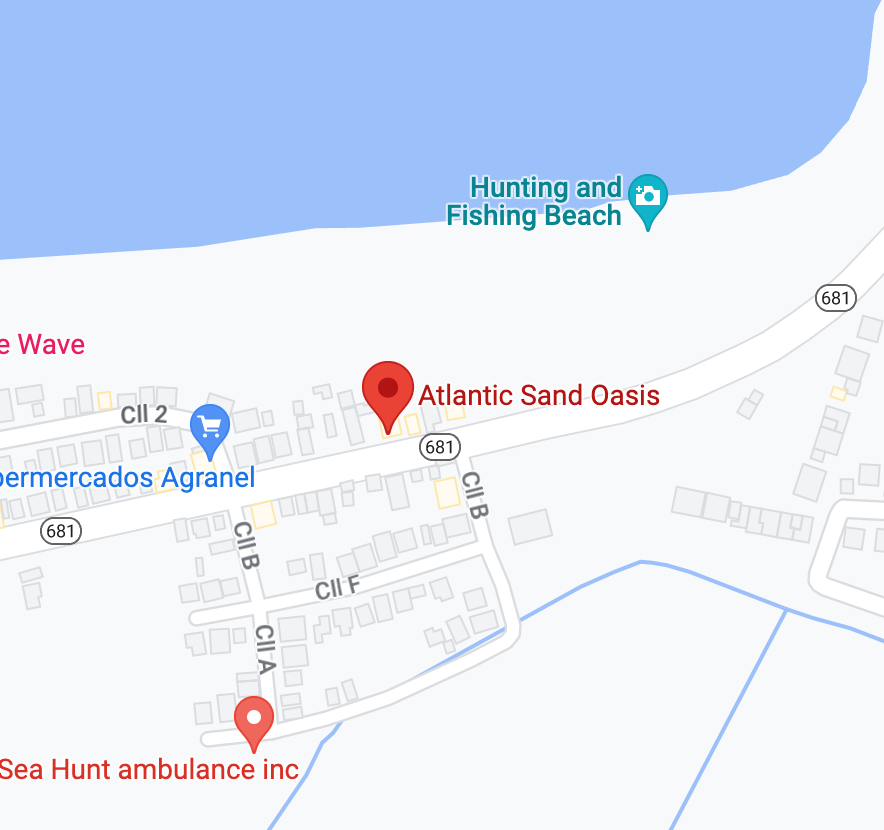 Hunting and
Fishing Beach
681
e Wave
Atlantic Sand Oasis
Cll 2
681
permercados Agranel
Cll B
681
Cll B
Cll F
Cll A
Sea Hunt ambulance inc